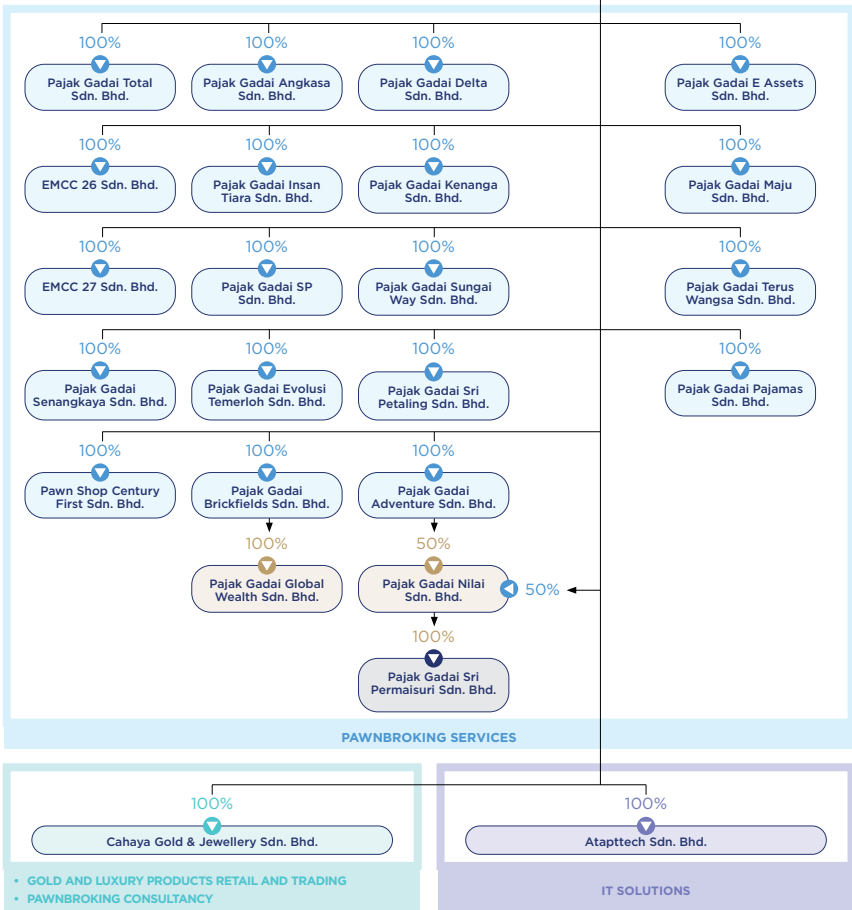 100%
100%
100%
100%
Pajak Gadai Total
Sdn. Bhd.
Pajak Gadai Angkasa
Sdn. Bhd.
Pajak Gadai Delta
Sdn. Bhd.
Pajak Gadai E Assets
Sdn. Bhd.
100%
100%
100%
100%
EMCC 26 Sdn. Bhd.
Pajak Gadai Insan
Tiara Sdn. Bhd.
Pajak Gadai Kenanga
Sdn. Bhd.
Pajak Gadai Maju
Sdn. Bhd.
100%
100%
100%
100%
EMCC 27 Sdn. Bhd.
Pajak Gadai SP
Sdn. Bhd.
Pajak Gadai Sungai
Way Sdn. Bhd.
Pajak Gadai Terus
Wangsa Sdn. Bhd.
100%
100%
100%
100%
Pajak Gadai
Senangkaya Sdn. Bhd.
Pajak Gadai Evolusi
Temerloh Sdn. Bhd.
Pajak Gadai Sri
Petaling Sdn. Bhd.
Pajak Gadai Pajamas
Sdn. Bhd.
100%
100%
100%
Pawn Shop Century
First Sdn. Bhd.
Pajak Gadai
Brickfields Sdn. Bhd.
Pajak Gadai
Adventure Sdn. Bhd.
100%
50%
Pajak Gadai Global
Wealth Sdn. Bhd.
Pajak Gadai Nilai
Sdn. Bhd.
50%
100%
Pajak Gadai Sri
Permaisuri Sdn. Bhd.
PAWNBROKING SERVICES
100%
100%
Cahaya Gold & Jewellery Sdn. Bhd.
Atapttech Sdn. Bhd.
• GOLD AND LUXURY PRODUCTS RETAIL AND TRADING
• PAWNBROKING CONSULTANCY
IT SOLUTIONS